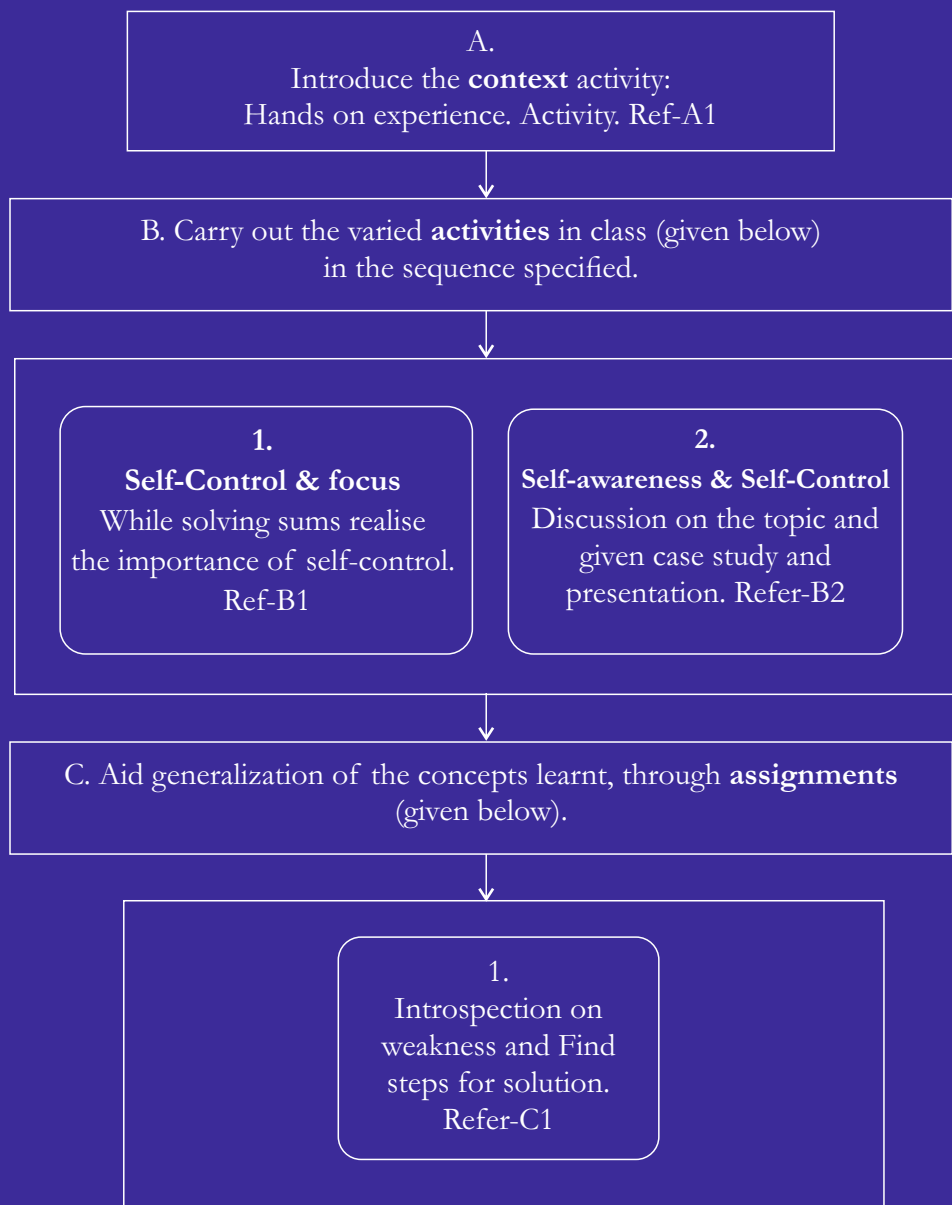 A.
Introduce the context activity:
Hands on experience. Activity. Ref-A1
B. Carry out the varied activities in class (given below)
in the sequence specified.
1.
Self-Control & focus
While solving sums realise
the importance of self-control.
Ref-B1
2.
Self-awareness & Self-Control
Discussion on the topic and
given case study and
presentation. Refer-B2
C. Aid generalization of the concepts learnt, through assignments
(given below).
1.
Introspection on
weakness and Find
steps for solution.
Refer-C1